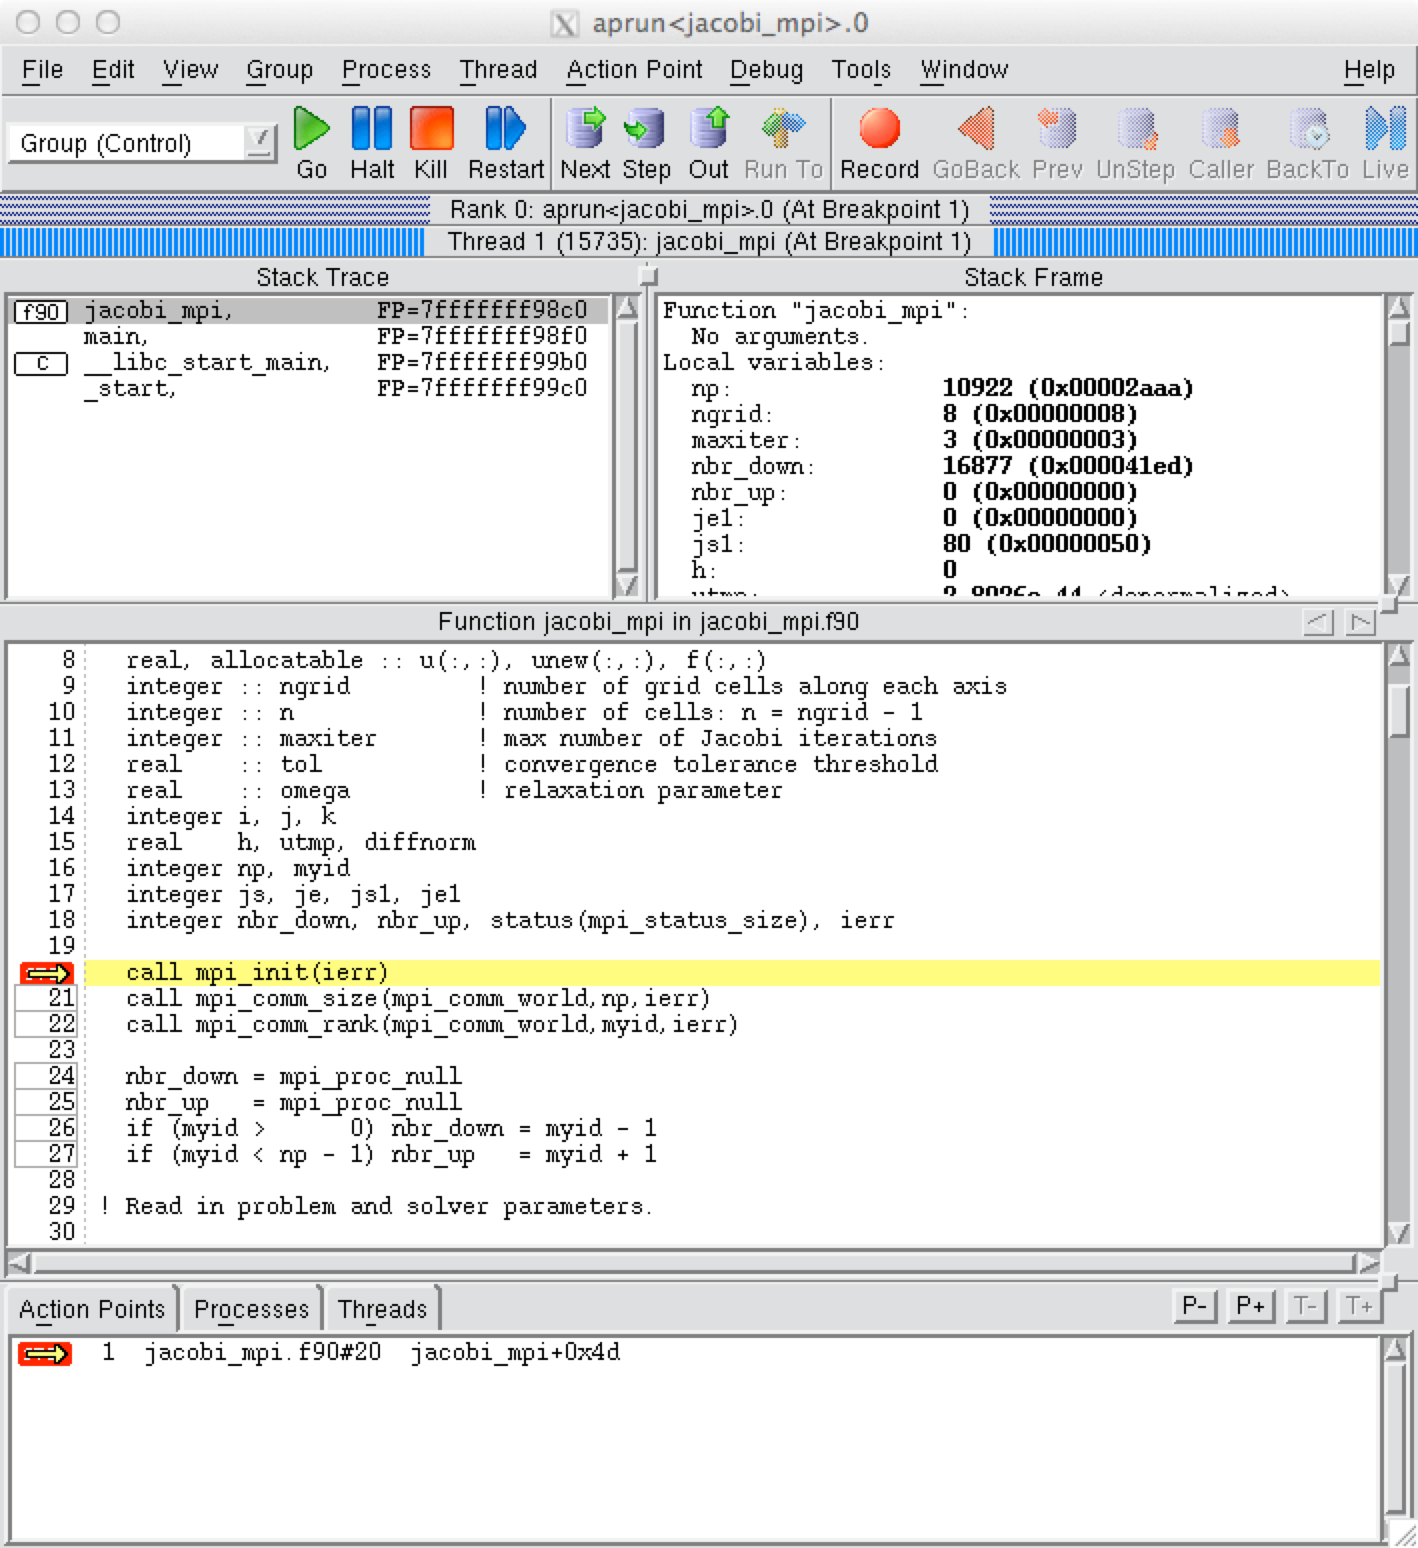 aprun<jacobi_mpi>.0
File Edit View Group Process Thread Action Point Debug Tools Window Help
Group (Control) Go Halt Kill Restart Next Step Out Run To Record GoBack Prev UnStep Caller BackTo Live
Rank 0: aprun<jacobi_mpi>.0 (At Breakpoint 1)
Thread 1 (15735): jacobi_mpi (At Breakpoint 1)
Stack Trace
f90 jacobi_mpi, FP=7fffffff98c0
main, FP=7fffffff98f0
C __libc_start_main, FP=7fffffff99b0
_start, FP=7fffffff99c0
Stack Frame
Function "jacobi_mpi":
No arguments.
Local variables:
np: 10922 (0x00002aaa)
ngrid: 8 (0x00000008)
maxiter: 3 (0x00000003)
nbr_down: 16877 (0x000041ed)
nbr_up: 0 (0x00000000)
je1: 0 (0x00000000)
js1: 80 (0x00000050)
h: 0
utmp: 2.8026e-44 (denormalized)
Function jacobi_mpi in jacobi_mpi.f90
8 real, allocatable :: u(:,:), unew(:,:), f(:,:)
9 integer :: ngrid ! number of grid cells along each axis
10 integer :: n ! number of cells: n = ngrid - 1
11 integer :: maxiter ! max number of Jacobi iterations
12 real :: tol ! convergence tolerance threshold
13 real :: omega ! relaxation parameter
14 integer i, j, k
15 real h, utmp, diffnorm
16 integer np, myid
17 integer js, je, js1, je1
18 integer nbr_down, nbr_up, status(mpi_status_size), ierr
19
call mpi_init(ierr)
21 call mpi_comm_size(mpi_comm_world,np,ierr)
22 call mpi_comm_rank(mpi_comm_world,myid,ierr)
23
24 nbr_down = mpi_proc_null
25 nbr_up = mpi_proc_null
26 if (myid > 0) nbr_down = myid - 1
27 if (myid < np - 1) nbr_up = myid + 1
28
29 ! Read in problem and solver parameters.
30
Action Points Processes Threads P- P+ T- T+
1 jacobi_mpi.f90#20 jacobi_mpi+0x4d